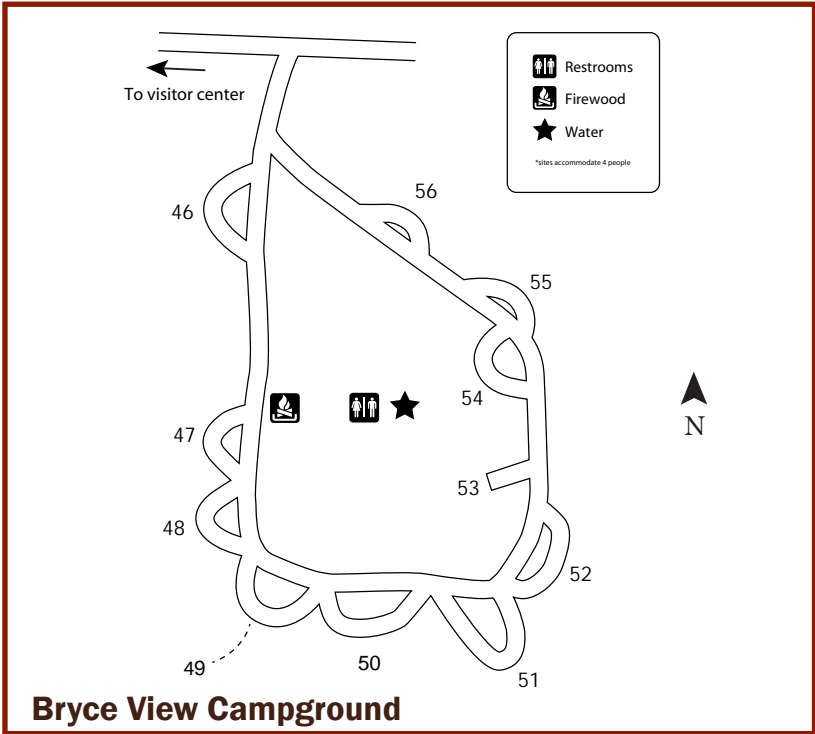 To visitor center
Restrooms
Firewood
Water
*sites accommodate 4 people
56
46
55
54
N
47
53
48
52
49
50
51
Bryce View Campground